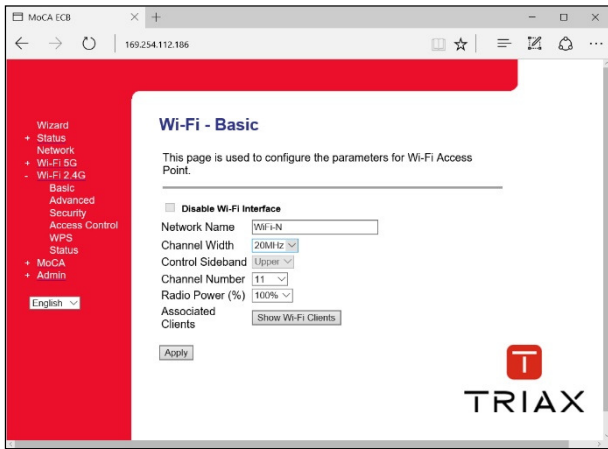 MoCA ECB
169.254.112.186
Wizard
+ Status
Network
+ Wi-Fi 5G
- Wi-Fi 2.4G
Basic
Advanced
Security
Access Control
WPS
Status
+ MoCA
+ Admin
English
Wi-Fi - Basic
This page is used to configure the parameters for Wi-Fi Access
Point.
Disable Wi-Fi Interface
Network Name WiFi-N
Channel Width 20MHz
Control Sideband Upper
Channel Number 11
Radio Power (%) 100%
Associated
Clients Show Wi-Fi Clients
Apply
T
TRIAX